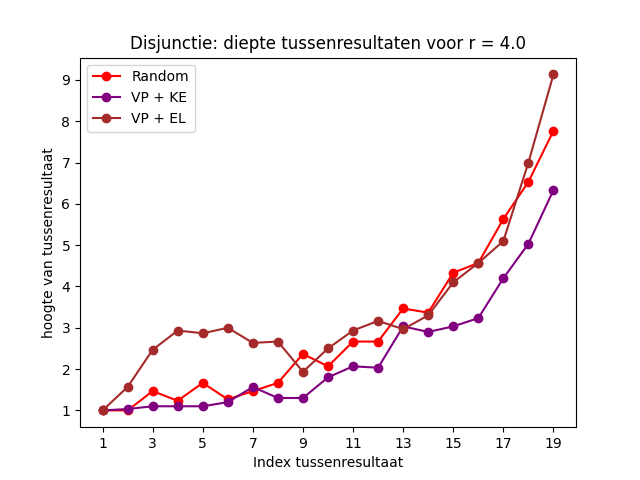 Disjunctie: diepte tussenresultaten voor r = 4.0
Random
VP + KE
VP + EL
hoogte van tussenresultaat
9
8
7
6
5
4
3
2
1
1 3 5 7 9 11 13 15 17 19
Index tussenresultaat